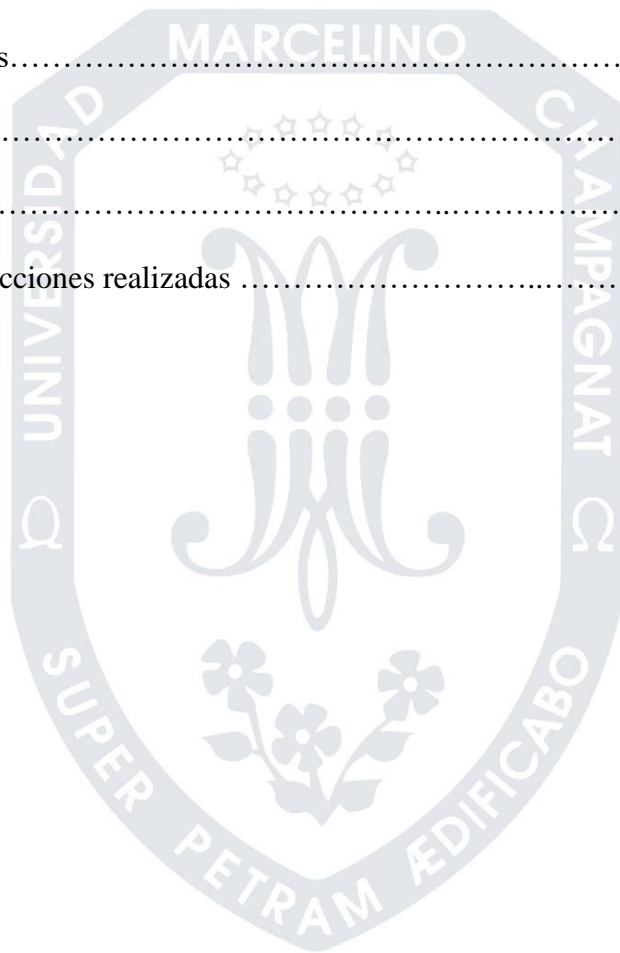 s……………………………..……………………
………………………………………………………
…………………………………..………………
cciones realizadas ………………………..………
UNIVERSIDAD MARCELINO CHAMPAGNAT
SUPER PETRAM ÆDIFICABO